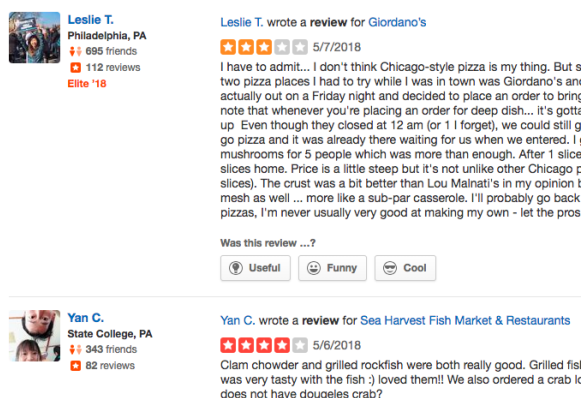 Leslie T.
Philadelphia, PA
695 friends
112 reviews
Elite '18
Leslie T. wrote a review for Giordano's
5/7/2018
I have to admit... I don't think Chicago-style pizza is my thing. But s
two pizza places I had to try while I was in town was Giordano's and
actually out on a Friday night and decided to place an order to bring
note that whenever you're placing an order for deep dish... it's gotta
up Even though they closed at 12 am (or 1 I forget), we could still g
go pizza and it was already there waiting for us when we entered. I g
mushrooms for 5 people which was more than enough. After 1 slice
slices home. Price is a little steep but it's not unlike other Chicago p
slices). The crust was a bit better than Lou Malnati's in my opinion b
mesh as well ... more like a sub-par casserole. I'll probably go back
pizzas, I'm never usually very good at making my own - let the pros
Was this review ...?
Useful
Funny
Cool
Yan C.
State College, PA
343 friends
82 reviews
Yan C. wrote a review for Sea Harvest Fish Market & Restaurants
5/6/2018
Clam chowder and grilled rockfish were both really good. Grilled fish
was very tasty with the fish :) loved them!! We also ordered a crab lo
does not have dougeles crab?